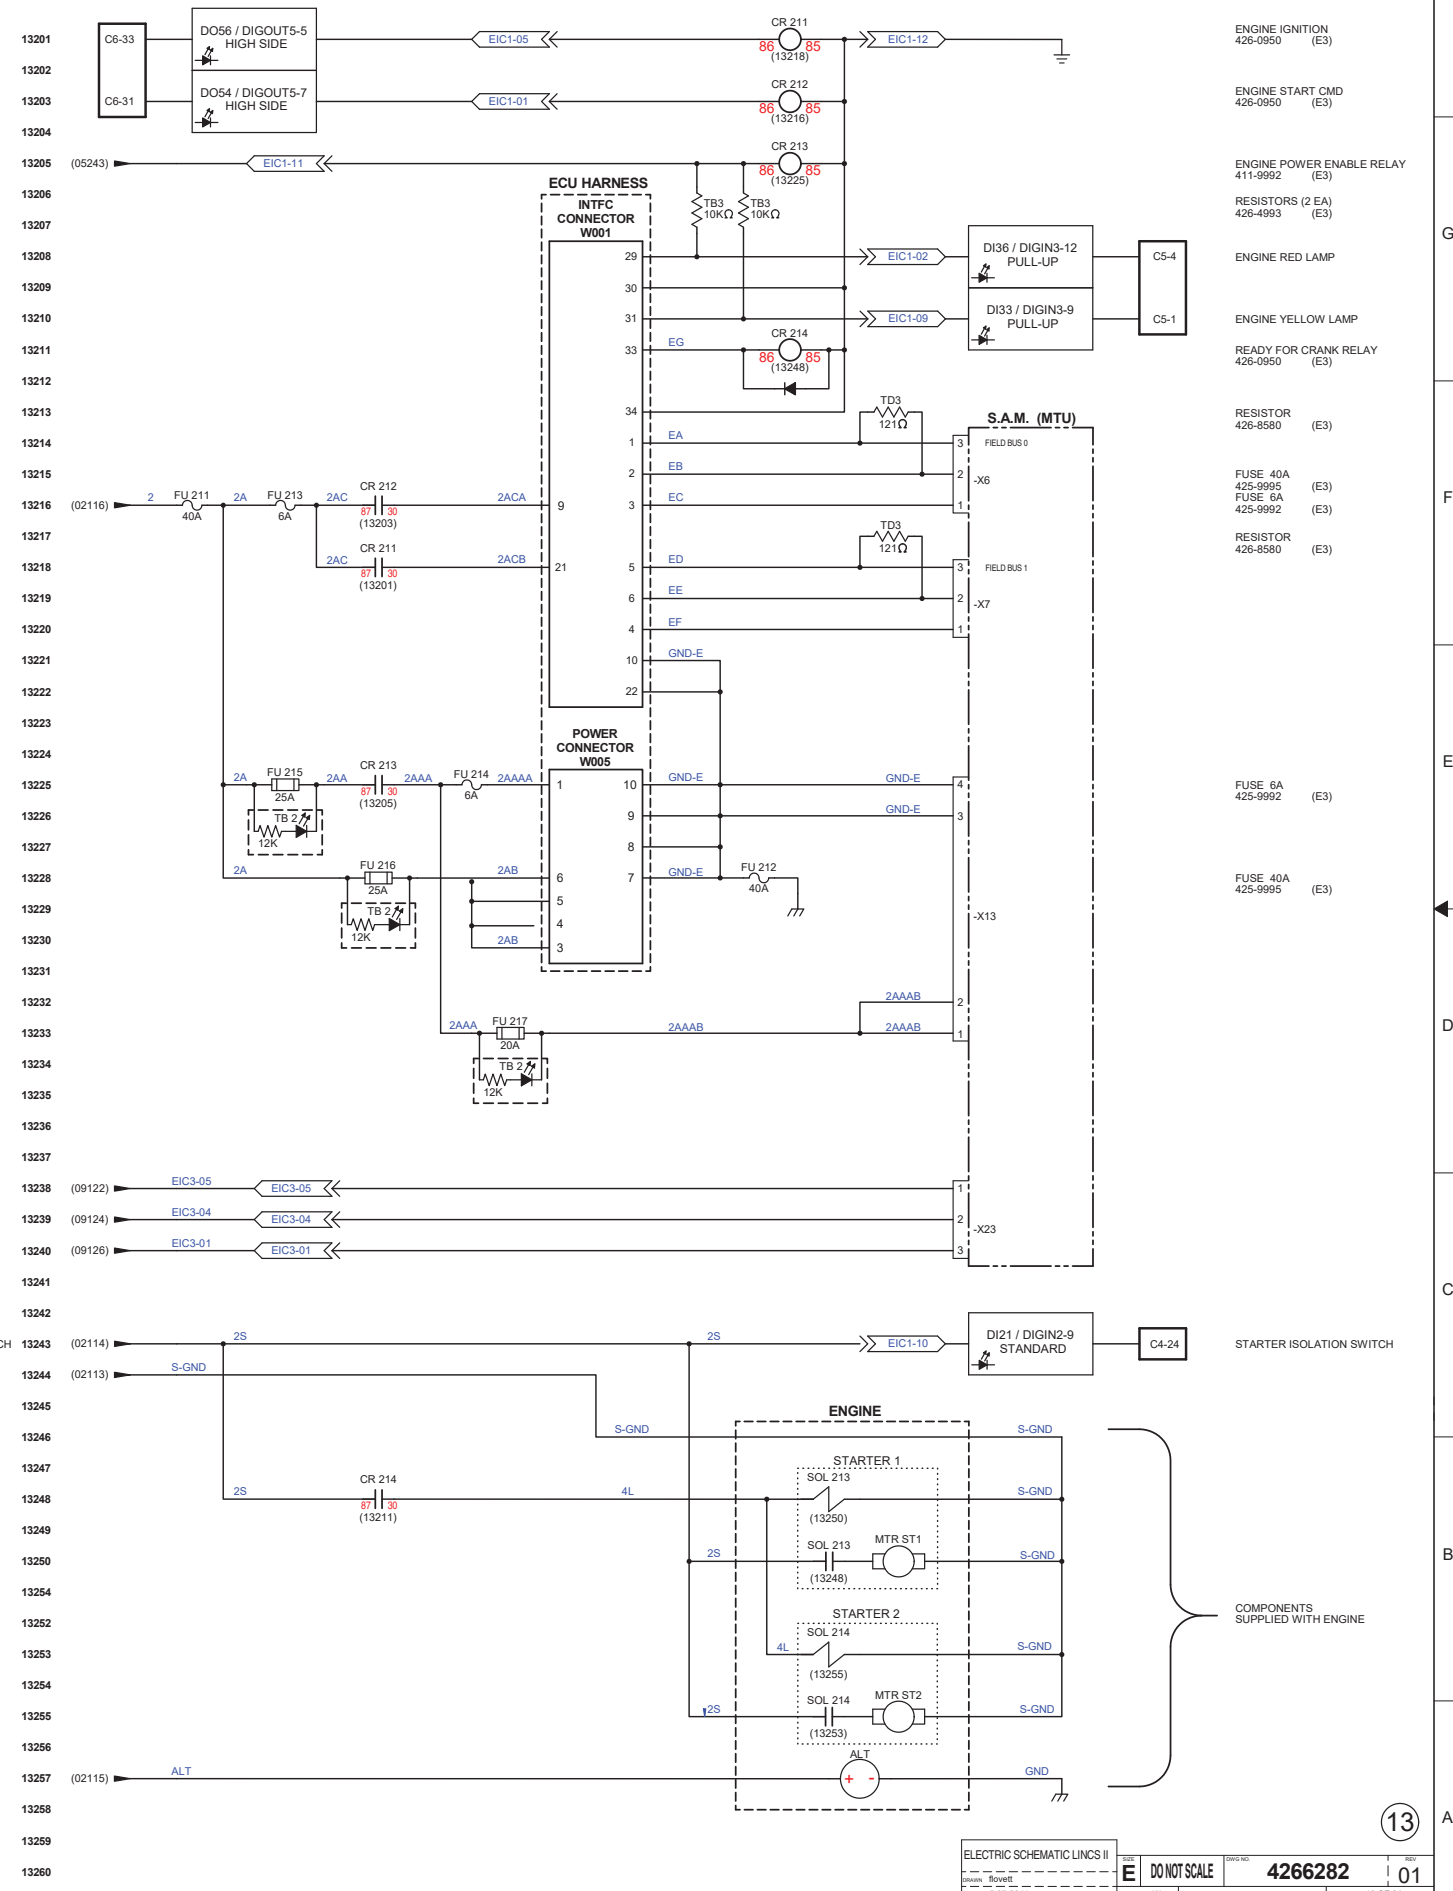 13201 C6-33 DO56 / DIGOUT5-5 HIGH SIDE EIC1-05 CR 211 86 85 (13218) EIC1-12 ENGINE IGNITION 426-0950 (E3)
13202
13203 C6-31 DO54 / DIGOUT5-7 HIGH SIDE EIC1-01 CR 212 86 85 (13216) ENGINE START CMD 426-0950 (E3)
13204
13205 (05243) EIC1-11 CR 213 86 85 (13225) ENGINE POWER ENABLE RELAY 411-9992 (E3)
ECU HARNESS
13206 INTFC CONNECTOR W001 TB3 10KΩ TB3 10KΩ RESISTORS (2 EA) 426-4993 (E3)
13207 G
13208 29 EIC1-02 DI36 / DIGIN3-12 PULL-UP C5-4 ENGINE RED LAMP
13209 30
13210 31 EIC1-09 DI33 / DIGIN3-9 PULL-UP C5-1 ENGINE YELLOW LAMP
13211 33 EG CR 214 86 85 (13248) READY FOR CRANK RELAY 426-0950 (E3)
13212
13213 34 TD3 121Ω S.A.M. (MTU) RESISTOR 426-8580 (E3)
13214 1 EA 3 FIELD BUS 0
13215 2 EB 2 -X6 FUSE 40A 425-9995 (E3)
13216 (02116) 2 FU 211 40A 2A FU 213 6A 2AC CR 212 87 30 (13203) 2ACA 9 3 EC 1 FUSE 6A 425-9992 (E3) F
13217 TD3 121Ω RESISTOR 426-8580 (E3)
13218 2AC CR 211 87 30 (13201) 2ACB 21 5 ED 3 FIELD BUS 1
13219 6 EE 2 -X7
13220 4 EF 1
13221 10 GND-E
13222 22
13223
13224 POWER CONNECTOR W005 E
13225 2A FU 215 25A 2AA CR 213 87 30 (13205) 2AAA FU 214 6A 2AAAA 1 10 GND-E GND-E 4 FUSE 6A 425-9992 (E3)
13226 TB 2 12K 9 GND-E 3
13227 8
13228 2A FU 216 25A 2AB 6 7 GND-E FU 212 40A FUSE 40A 425-9995 (E3)
13229 TB 2 12K 5 -X13
13230 2AB 4 3
13231
13232 2AAAB 2
13233 2AAA FU 217 20A 2AAAB 2AAAB 1 D
13234 TB 2 12K
13235
13236
13237
13238 (09122) EIC3-05 EIC3-05 1
13239 (09124) EIC3-04 EIC3-04 2 -X23
13240 (09126) EIC3-01 EIC3-01 3
13241 C
13242
CH 13243 (02114) 2S 2S EIC1-10 DI21 / DIGIN2-9 STANDARD C4-24 STARTER ISOLATION SWITCH
13244 (02113) S-GND
13245 ENGINE
13246 S-GND S-GND
13247 STARTER 1
13248 2S CR 214 87 30 (13211) 4L SOL 213 (13250) S-GND
13249
13250 2S SOL 213 (13248) MTR ST1 S-GND B
13254
13252 STARTER 2 COMPONENTS SUPPLIED WITH ENGINE
13253 4L SOL 214 (13255) S-GND
13254
13255 2S SOL 214 (13253) MTR ST2 S-GND
13256
13257 (02115) ALT ALT + - GND
13258 13 A
13259
13260 ELECTRIC SCHEMATIC LINCS II
DRAWN flovett
SIZE E DO NOT SCALE DWG NO. 4266282 REV 01